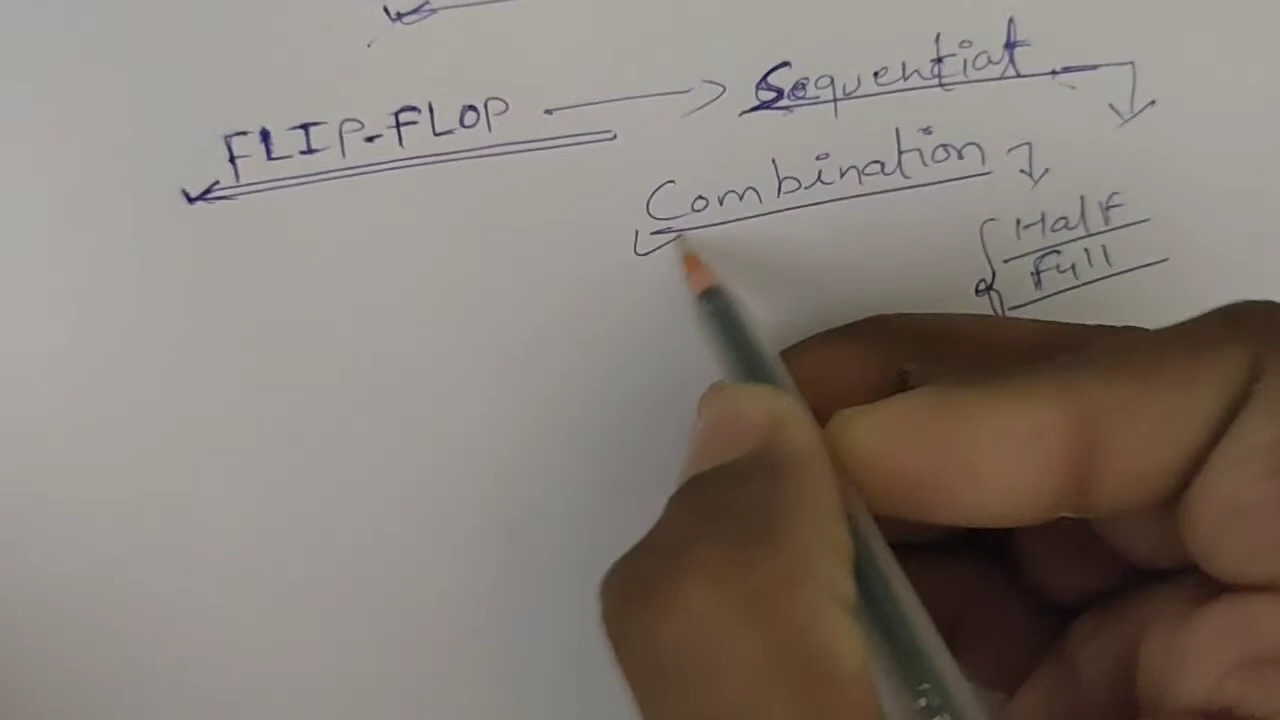 FLIP-FLOP → Sequential
Combination
Half
Full